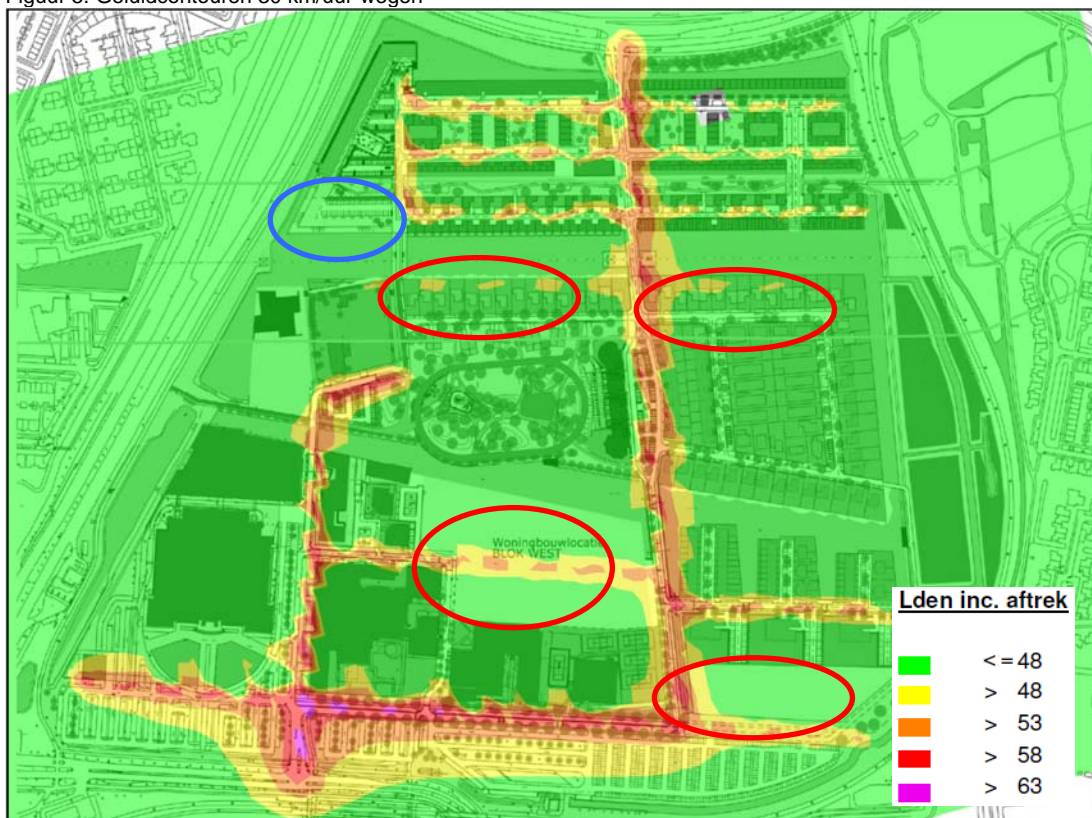 Woningbouwlocatie
BLOK WEST
Lden inc. aftrek
<= 48
> 48
> 53
> 58
> 63